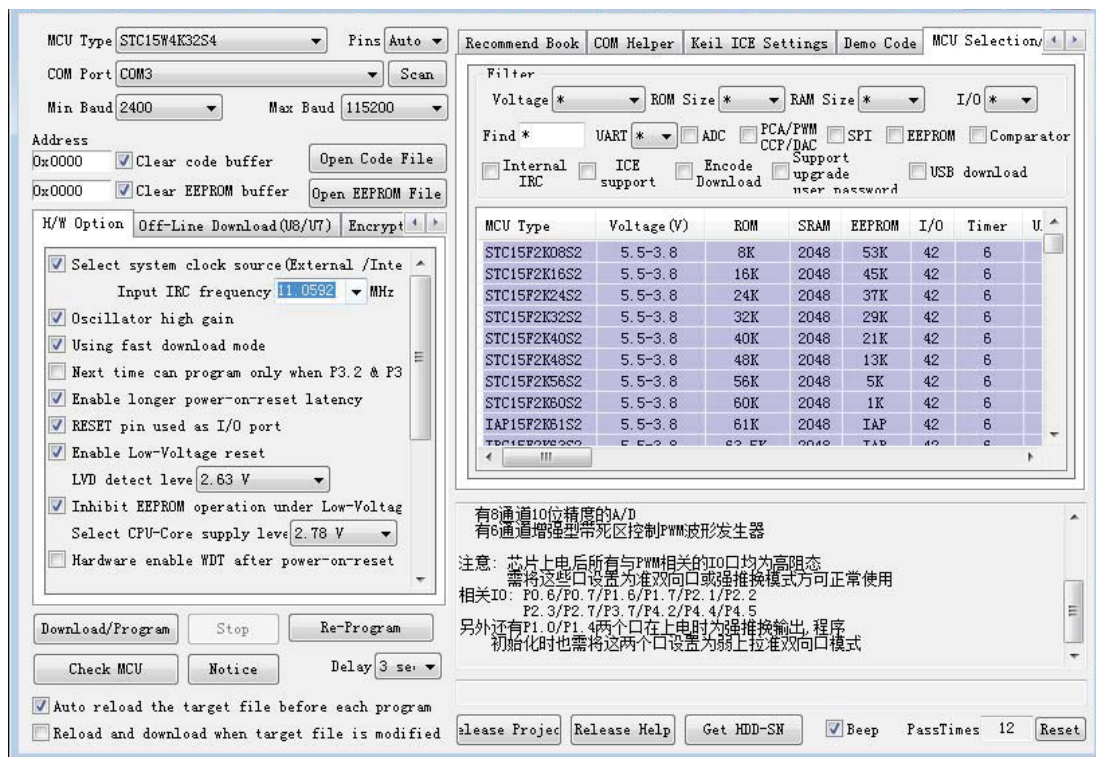 MCU Type STC15W4K32S4 Pins Auto
COM Port COM3 Scan
Min Baud 2400 Max Baud 115200
Address
0x0000 Clear code buffer Open Code File
0x0000 Clear EEPROM buffer Open EEPROM File
H/W Option Off-Line Download(U8/U7) Encrypt
Select system clock source(External /Inte
Input IRC frequency 11.0592 MHz
Oscillator high gain
Using fast download mode
Next time can program only when P3.2 & P3
Enable longer power-on-reset latency
RESET pin used as I/O port
Enable Low-Voltage reset
LVD detect leve 2.63 V
Inhibit EEPROM operation under Low-Voltag
Select CPU-Core supply leve 2.78 V
Hardware enable WDT after power-on-reset
Download/Program Stop Re-Program
Check MCU Notice Delay 3 se
Auto reload the target file before each program
Reload and download when target file is modified
Recommend Book COM Helper Keil ICE Settings Demo Code MCU Selection/
Filter
Voltage * ROM Size * RAM Size * I/O *
Find * UART * ADC PCA/PWM CCP/DAC SPI EEPROM Comparator
Internal IRC ICE support Encode Download Support upgrade user password USB download
MCU Type Voltage(V) ROM SRAM EEPROM I/O Timer U.
STC15F2K08S2 5.5-3.8 8K 2048 53K 42 6
STC15F2K16S2 5.5-3.8 16K 2048 45K 42 6
STC15F2K24S2 5.5-3.8 24K 2048 37K 42 6
STC15F2K32S2 5.5-3.8 32K 2048 29K 42 6
STC15F2K40S2 5.5-3.8 40K 2048 21K 42 6
STC15F2K48S2 5.5-3.8 48K 2048 13K 42 6
STC15F2K56S2 5.5-3.8 56K 2048 5K 42 6
STC15F2K60S2 5.5-3.8 60K 2048 1K 42 6
IAP15F2K61S2 5.5-3.8 61K 2048 IAP 42 6
5.5-3.8 63.5K 2048 IAP 42 6
有8通道10位精度的A/D
有6通道增强型带死区控制PWM波形发生器
注意: 芯片上电后所有与PWM相关的IO口均为高阻态
需将这些口设置为准双向口或强推挽模式方可正常使用
相关IO: P0.6/P0.7/P1.6/P1.7/P2.1/P2.2
P2.3/P2.7/P3.7/P4.2/P4.4/P4.5
另外还有P1.0/P1.4两个口在上电时为强推挽输出,程序
初始化时也需将这两个口设置为弱上拉准双向口模式
elease Projec Release Help Get HDD-SN Beep PassTimes 12 Reset